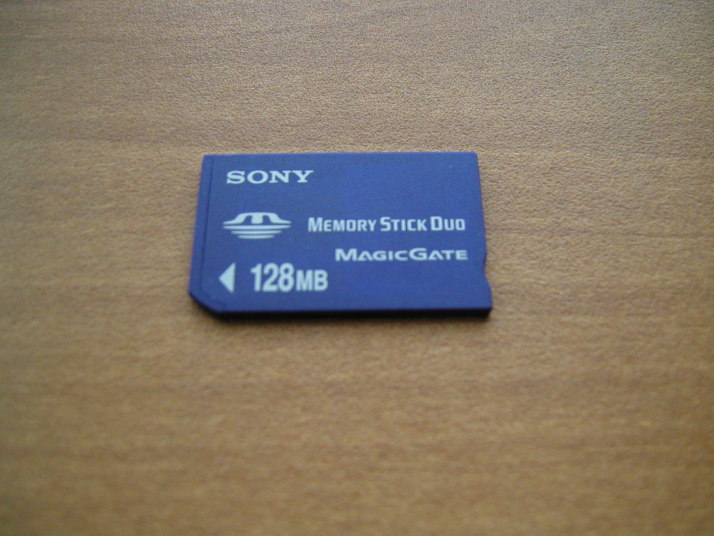 SONY
MEMORY STICK DUO
MAGICGATE
128MB